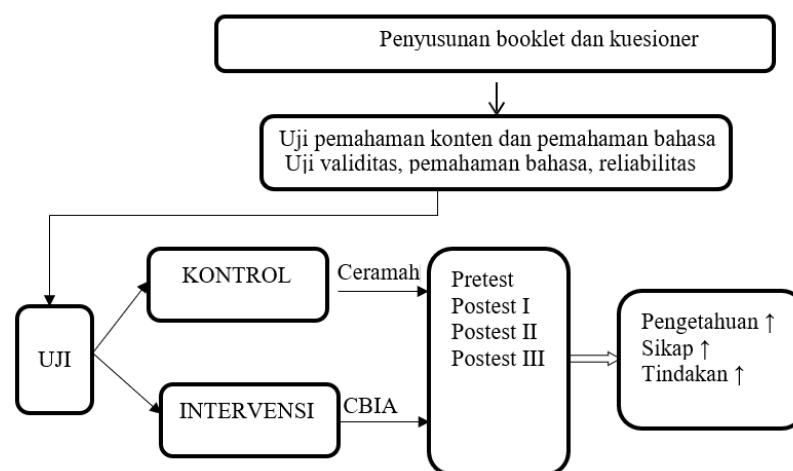 Penyusunan booklet dan kuesioner
Uji pemahaman konten dan pemahaman bahasa
Uji validitas, pemahaman bahasa, reliabilitas
UJI
KONTROL
Ceramah
INTERVENSI
CBIA
Pretest
Postest I
Postest II
Postest III
Pengetahuan ↑
Sikap ↑
Tindakan ↑